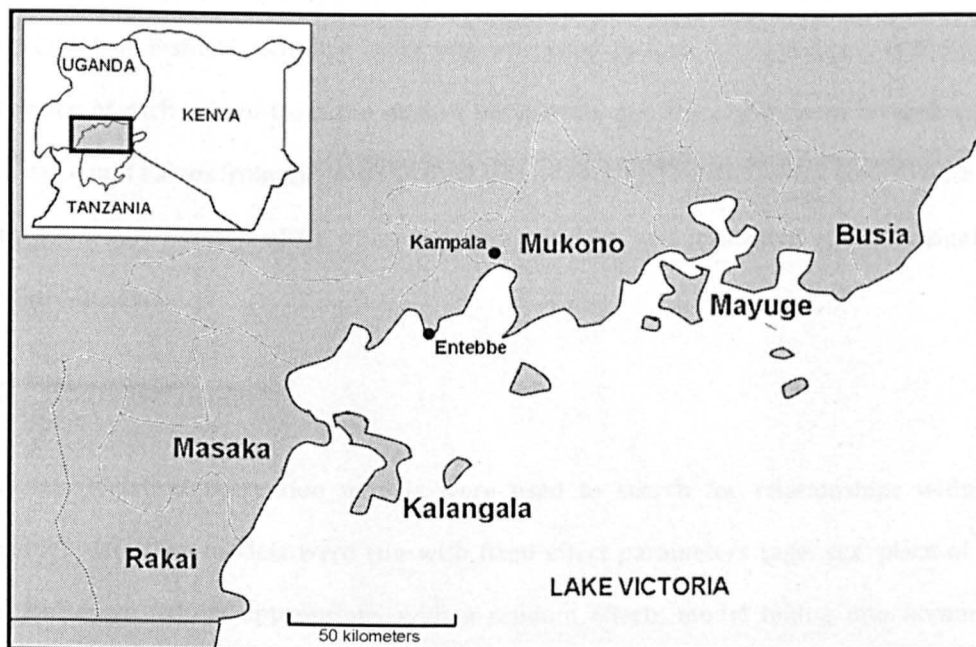 UGANDA
KENYA
TANZANIA
Kampala
Mukono
Busia
Mayuge
Entebbe
Masaka
Kalangala
Rakai
LAKE VICTORIA
50 kilometers